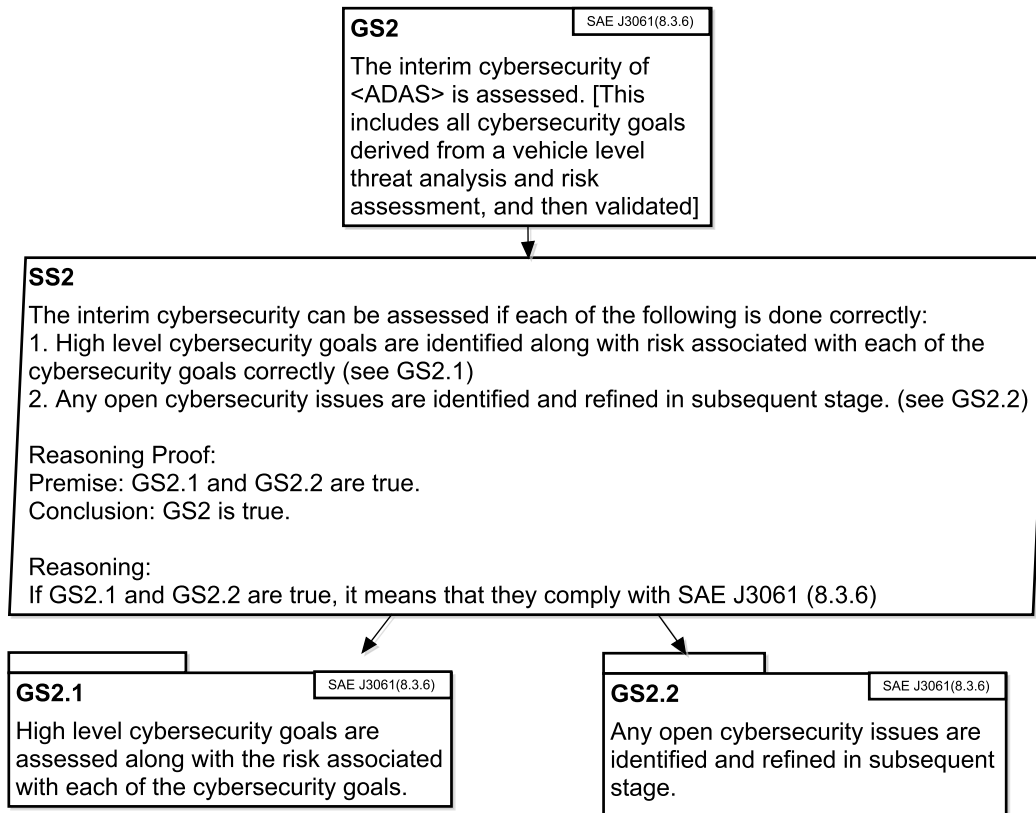 GS2
SAE J3061(8.3.6)
The interim cybersecurity of
<ADAS> is assessed. [This
includes all cybersecurity goals
derived from a vehicle level
threat analysis and risk
assessment, and then validated]
SS2
The interim cybersecurity can be assessed if each of the following is done correctly:
1. High level cybersecurity goals are identified along with risk associated with each of the
cybersecurity goals correctly (see GS2.1)
2. Any open cybersecurity issues are identified and refined in subsequent stage. (see GS2.2)
Reasoning Proof:
Premise: GS2.1 and GS2.2 are true.
Conclusion: GS2 is true.
Reasoning:
If GS2.1 and GS2.2 are true, it means that they comply with SAE J3061 (8.3.6)
GS2.1
SAE J3061(8.3.6)
High level cybersecurity goals are
assessed along with the risk associated
with each of the cybersecurity goals.
GS2.2
SAE J3061(8.3.6)
Any open cybersecurity issues are
identified and refined in subsequent
stage.